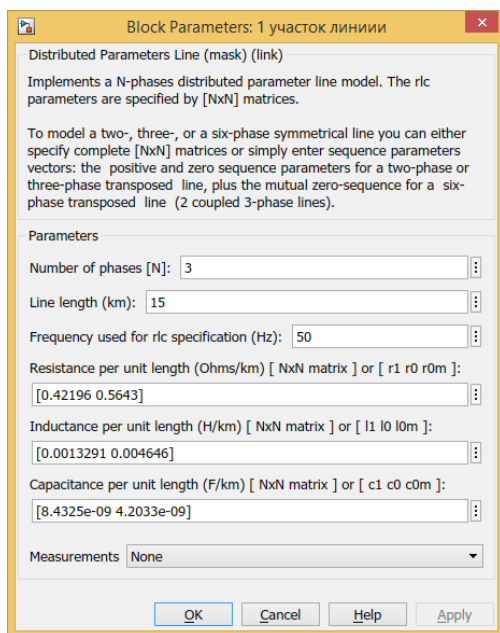 Block Parameters: 1 участок линиии
Distributed Parameters Line (mask) (link)
Implements a N-phases distributed parameter line model. The rlc
parameters are specified by [NxN] matrices.
To model a two-, three-, or a six-phase symmetrical line you can either
specify complete [NxN] matrices or simply enter sequence parameters
vectors: the positive and zero sequence parameters for a two-phase or
three-phase transposed line, plus the mutual zero-sequence for a six-
phase transposed line (2 coupled 3-phase lines).
Parameters
Number of phases [N]: 3
Line length (km): 15
Frequency used for rlc specification (Hz): 50
Resistance per unit length (Ohms/km) [ NxN matrix ] or [ r1 r0 r0m ]:
[0.42196 0.5643]
Inductance per unit length (H/km) [ NxN matrix ] or [ l1 l0 l0m ]:
[0.0013291 0.004646]
Capacitance per unit length (F/km) [ NxN matrix ] or [ c1 c0 c0m ]:
[8.4325e-09 4.2033e-09]
Measurements None
OK Cancel Help Apply